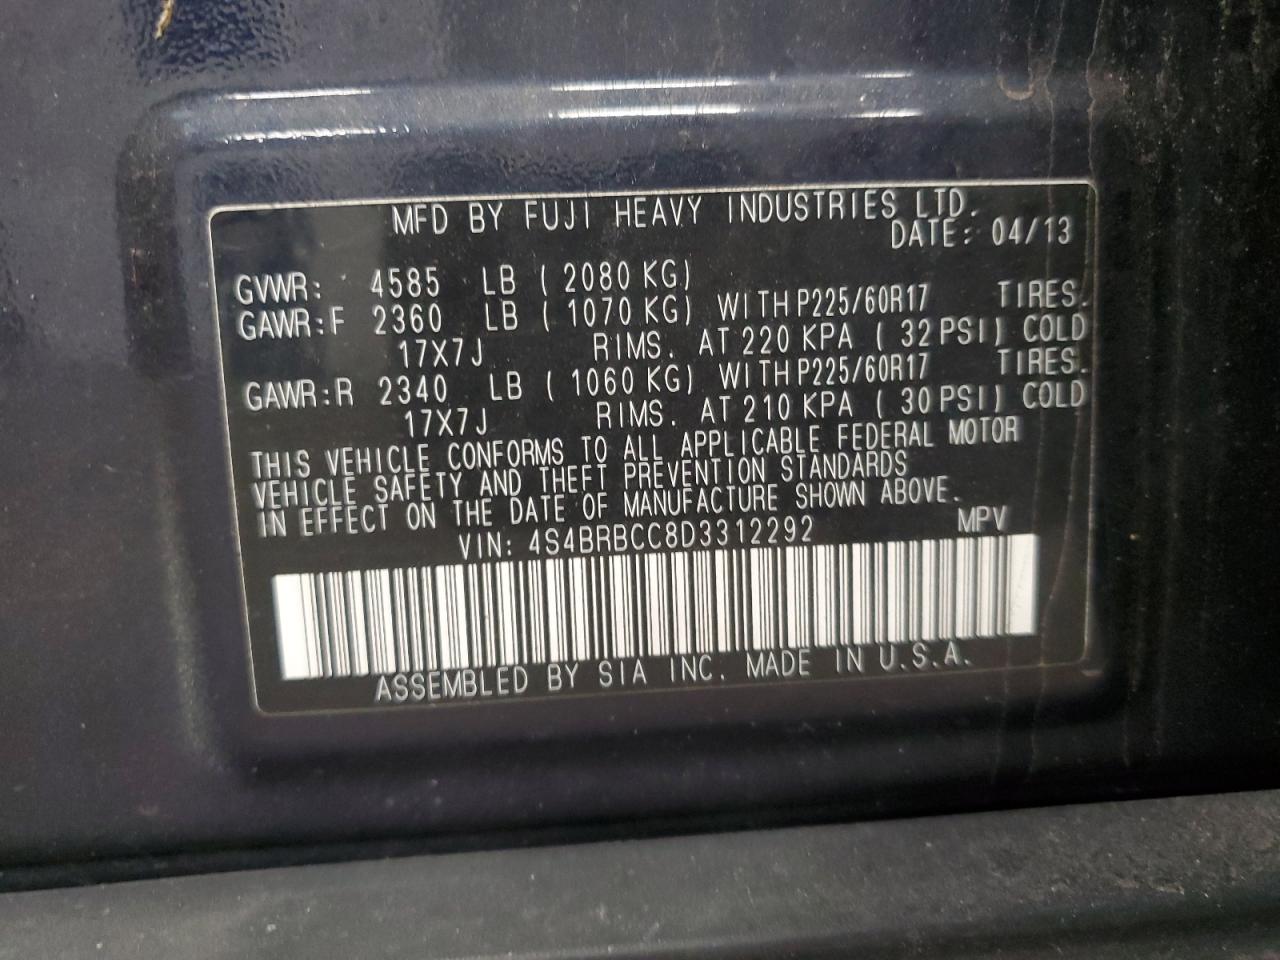 MFD BY FUJI HEAVY INDUSTRIES LTD.
DATE: 04/13
GVWR: 4585 LB ( 2080 KG)
GAWR:F 2360 LB ( 1070 KG) WITH P225/60R17 TIRES.
17X7J RIMS. AT 220 KPA ( 32 PSI) COLD
GAWR:R 2340 LB ( 1060 KG) WITH P225/60R17 TIRES.
17X7J RIMS. AT 210 KPA ( 30 PSI) COLD
THIS VEHICLE CONFORMS TO ALL APPLICABLE FEDERAL MOTOR
VEHICLE SAFETY AND THEFT PREVENTION STANDARDS
IN EFFECT ON THE DATE OF MANUFACTURE SHOWN ABOVE.
VIN: 4S4BRBCC8D3312292 MPV
ASSEMBLED BY SIA INC. MADE IN U.S.A.